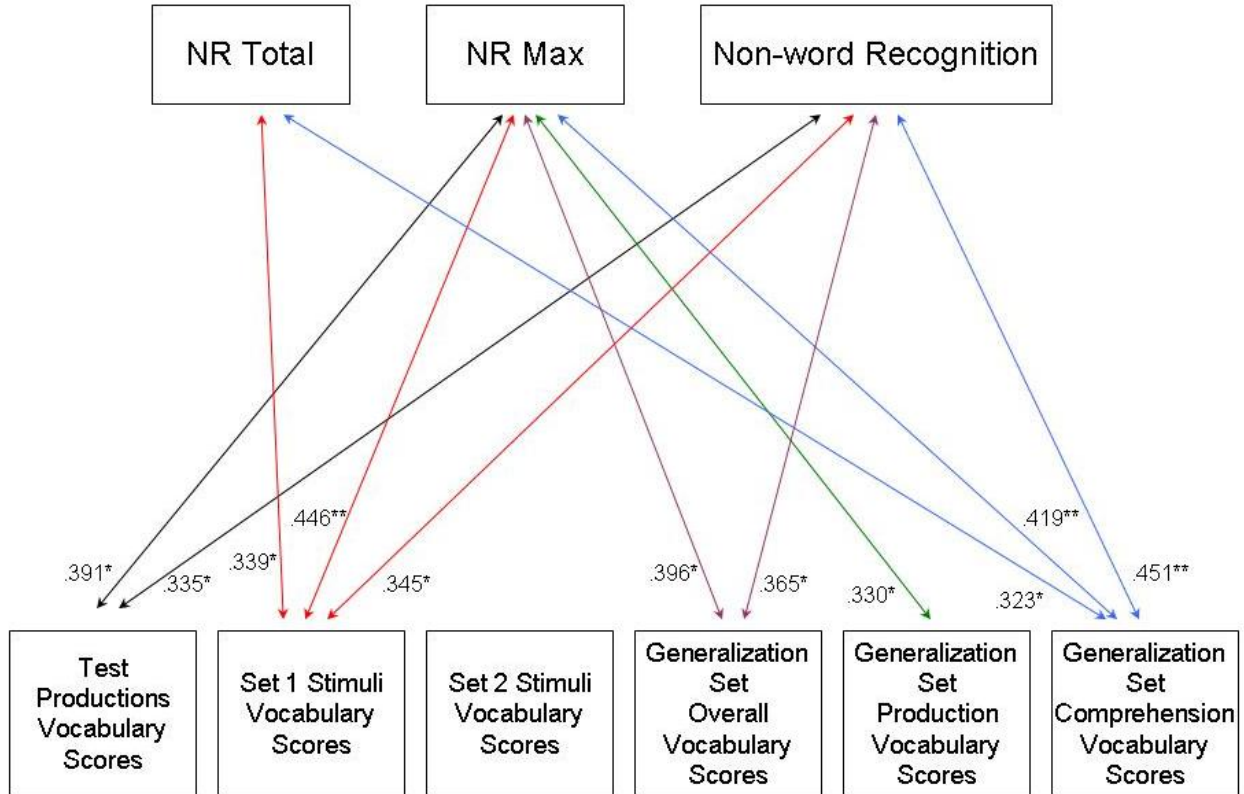 NR Total
NR Max
Non-word Recognition
.446**
.419**
.391*
.335*
.339*
.345*
.396*
.365*
.330*
.323*
.451**
Test
Productions
Vocabulary
Scores
Set 1 Stimuli
Vocabulary
Scores
Set 2 Stimuli
Vocabulary
Scores
Generalization
Set
Overall
Vocabulary
Scores
Generalization
Set
Production
Vocabulary
Scores
Generalization
Set
Comprehension
Vocabulary
Scores